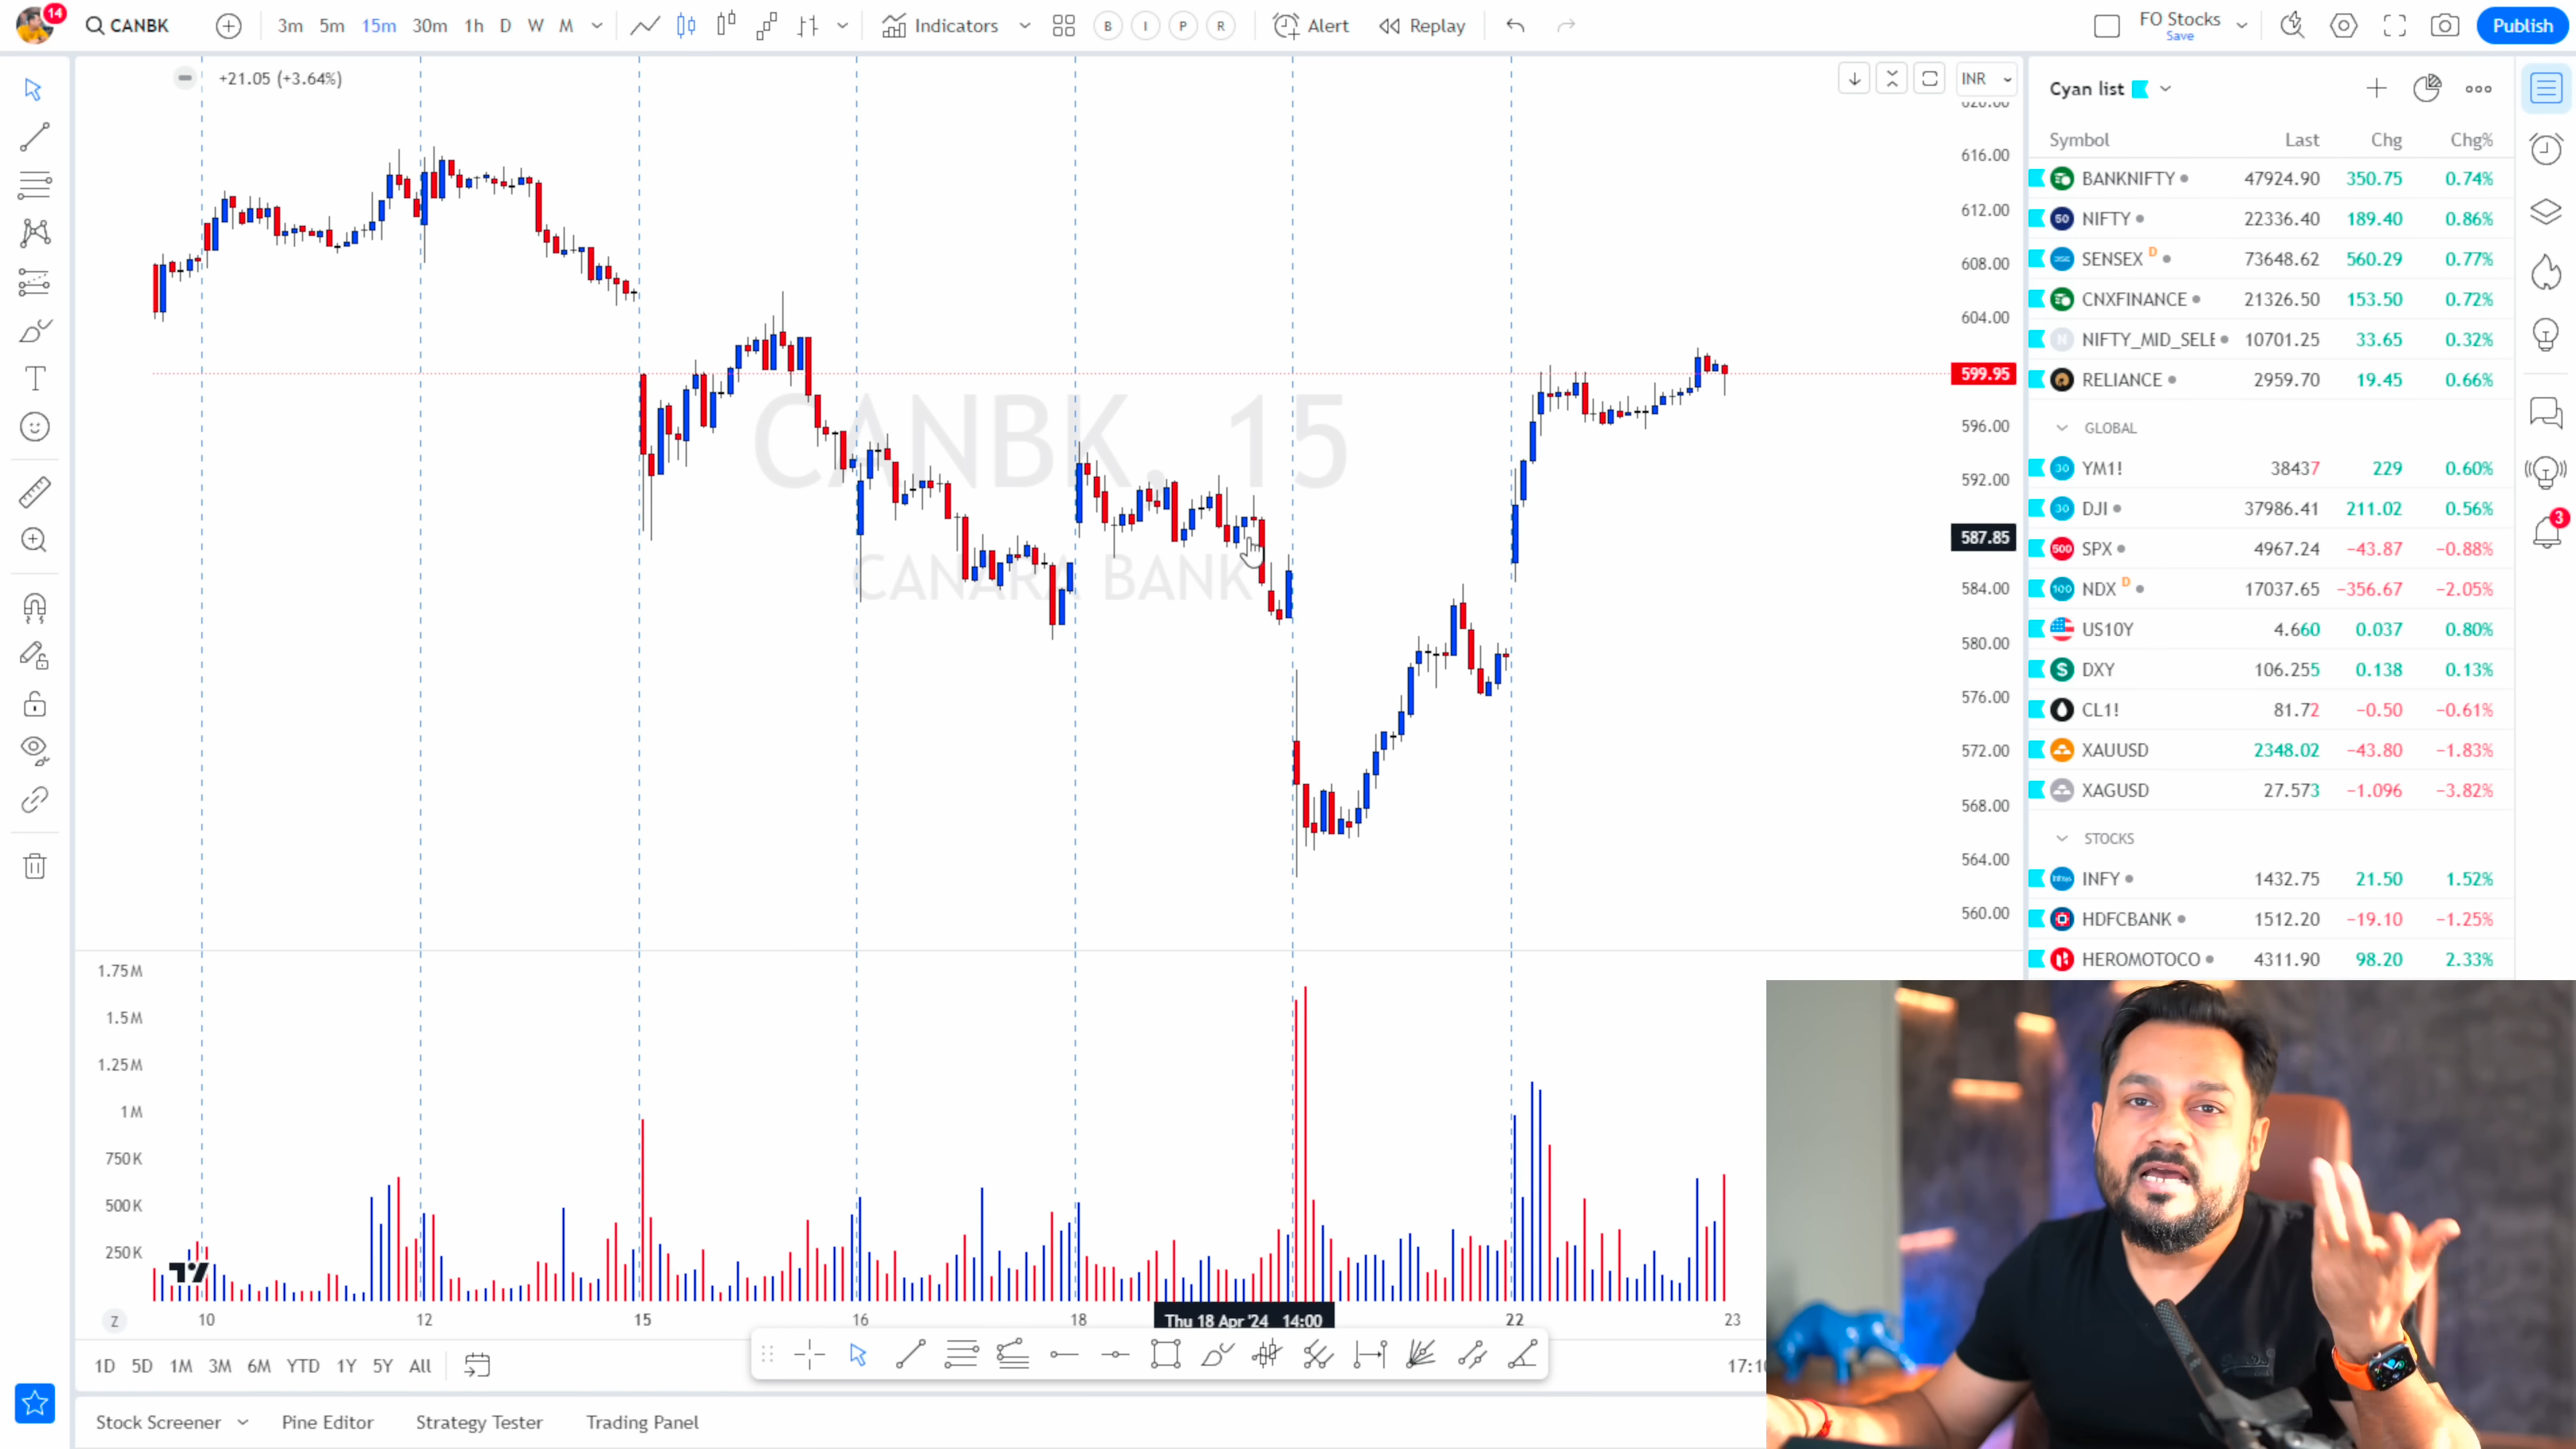 14
CANBK 3m 5m 15m 30m 1h D W M Indicators B I P R Alert Replay FO Stocks Publish
Save
+21.05 (+3.64%) INR
Cyan list
620.00
616.00
612.00
608.00
604.00
599.95
596.00
592.00
587.85
584.00
580.00
576.00
572.00
568.00
564.00
560.00
CANBK, 15
CANARA BANK
1.75M
1.5M
1.25M
1M
750K
500K
250K
Z 10 12 15 16 18 Thu 18 Apr '24 14:00 22 23
1D 5D 1M 3M 6M YTD 1Y 5Y All
Stock Screener Pine Editor Strategy Tester Trading Panel
Symbol Last Chg Chg%
BANKNIFTY 47924.90 350.75 0.74%
50 NIFTY 22336.40 189.40 0.86%
SENSEX D 73648.62 560.29 0.77%
CNXFINANCE 21326.50 153.50 0.72%
N NIFTY_MID_SELE 10701.25 33.65 0.32%
RELIANCE 2959.70 19.45 0.66%
GLOBAL
30 YM1! 38437 229 0.60%
30 DJI 37986.41 211.02 0.56%
500 SPX 4967.24 −43.87 −0.88%
100 NDX D 17037.65 −356.67 −2.05%
US10Y 4.660 0.037 0.80%
S DXY 106.255 0.138 0.13%
CL1! 81.72 −0.50 −0.61%
XAUUSD 2348.02 −43.80 −1.83%
XAGUSD 27.573 −1.096 −3.82%
STOCKS
INFY 1432.75 21.50 1.52%
HDFCBANK 1512.20 −19.10 −1.25%
HEROMOTOCO 4311.90 98.20 2.33%
3